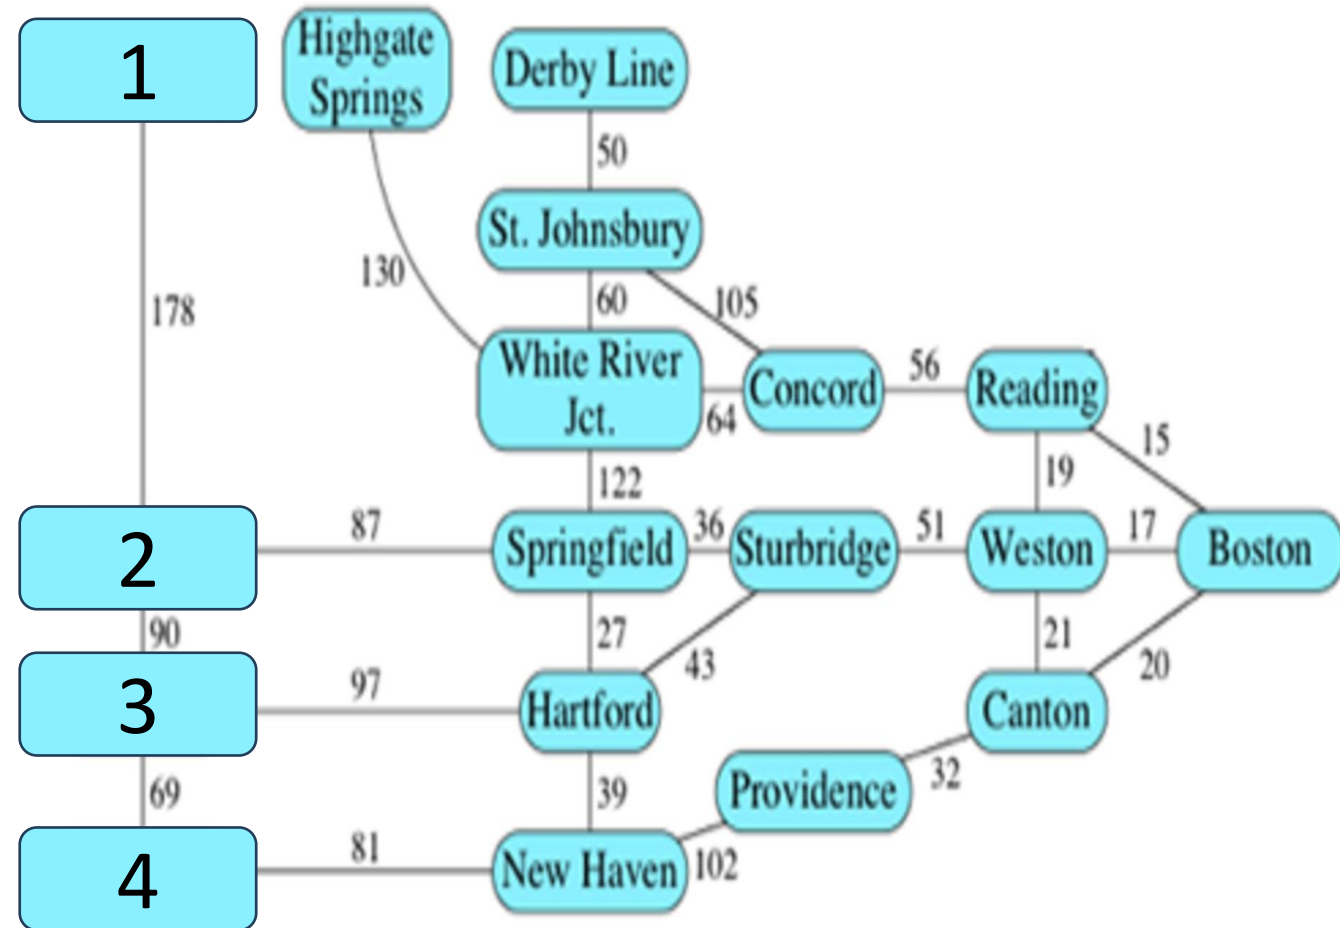 1
Highgate
Springs
Derby Line
50
St. Johnsbury
130
178
60
105
White River
Jct.
64
Concord
56
Reading
15
19
122
2
87
Springfield
36
Sturbridge
51
Weston
17
Boston
90
27
43
21
20
3
97
Hartford
Canton
69
39
Providence
32
4
81
New Haven
102